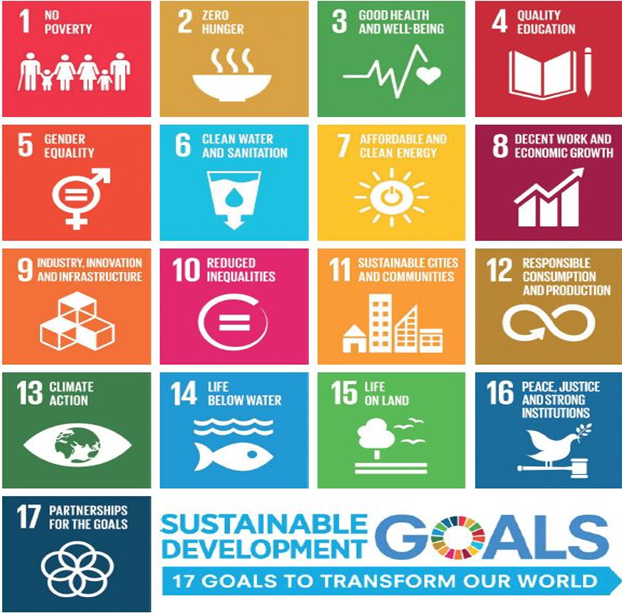 1 NO
POVERTY
2 ZERO
HUNGER
3 GOOD HEALTH
AND WELL-BEING
4 QUALITY
EDUCATION
5 GENDER
EQUALITY
6 CLEAN WATER
AND SANITATION
7 AFFORDABLE AND
CLEAN ENERGY
8 DECENT WORK AND
ECONOMIC GROWTH
9 INDUSTRY, INNOVATION
AND INFRASTRUCTURE
10 REDUCED
INEQUALITIES
11 SUSTAINABLE CITIES
AND COMMUNITIES
12 RESPONSIBLE
CONSUMPTION
AND PRODUCTION
13 CLIMATE
ACTION
14 LIFE
BELOW WATER
15 LIFE
ON LAND
16 PEACE, JUSTICE
AND STRONG
INSTITUTIONS
17 PARTNERSHIPS
FOR THE GOALS
SUSTAINABLE
DEVELOPMENT
GOALS
17 GOALS TO TRANSFORM OUR WORLD